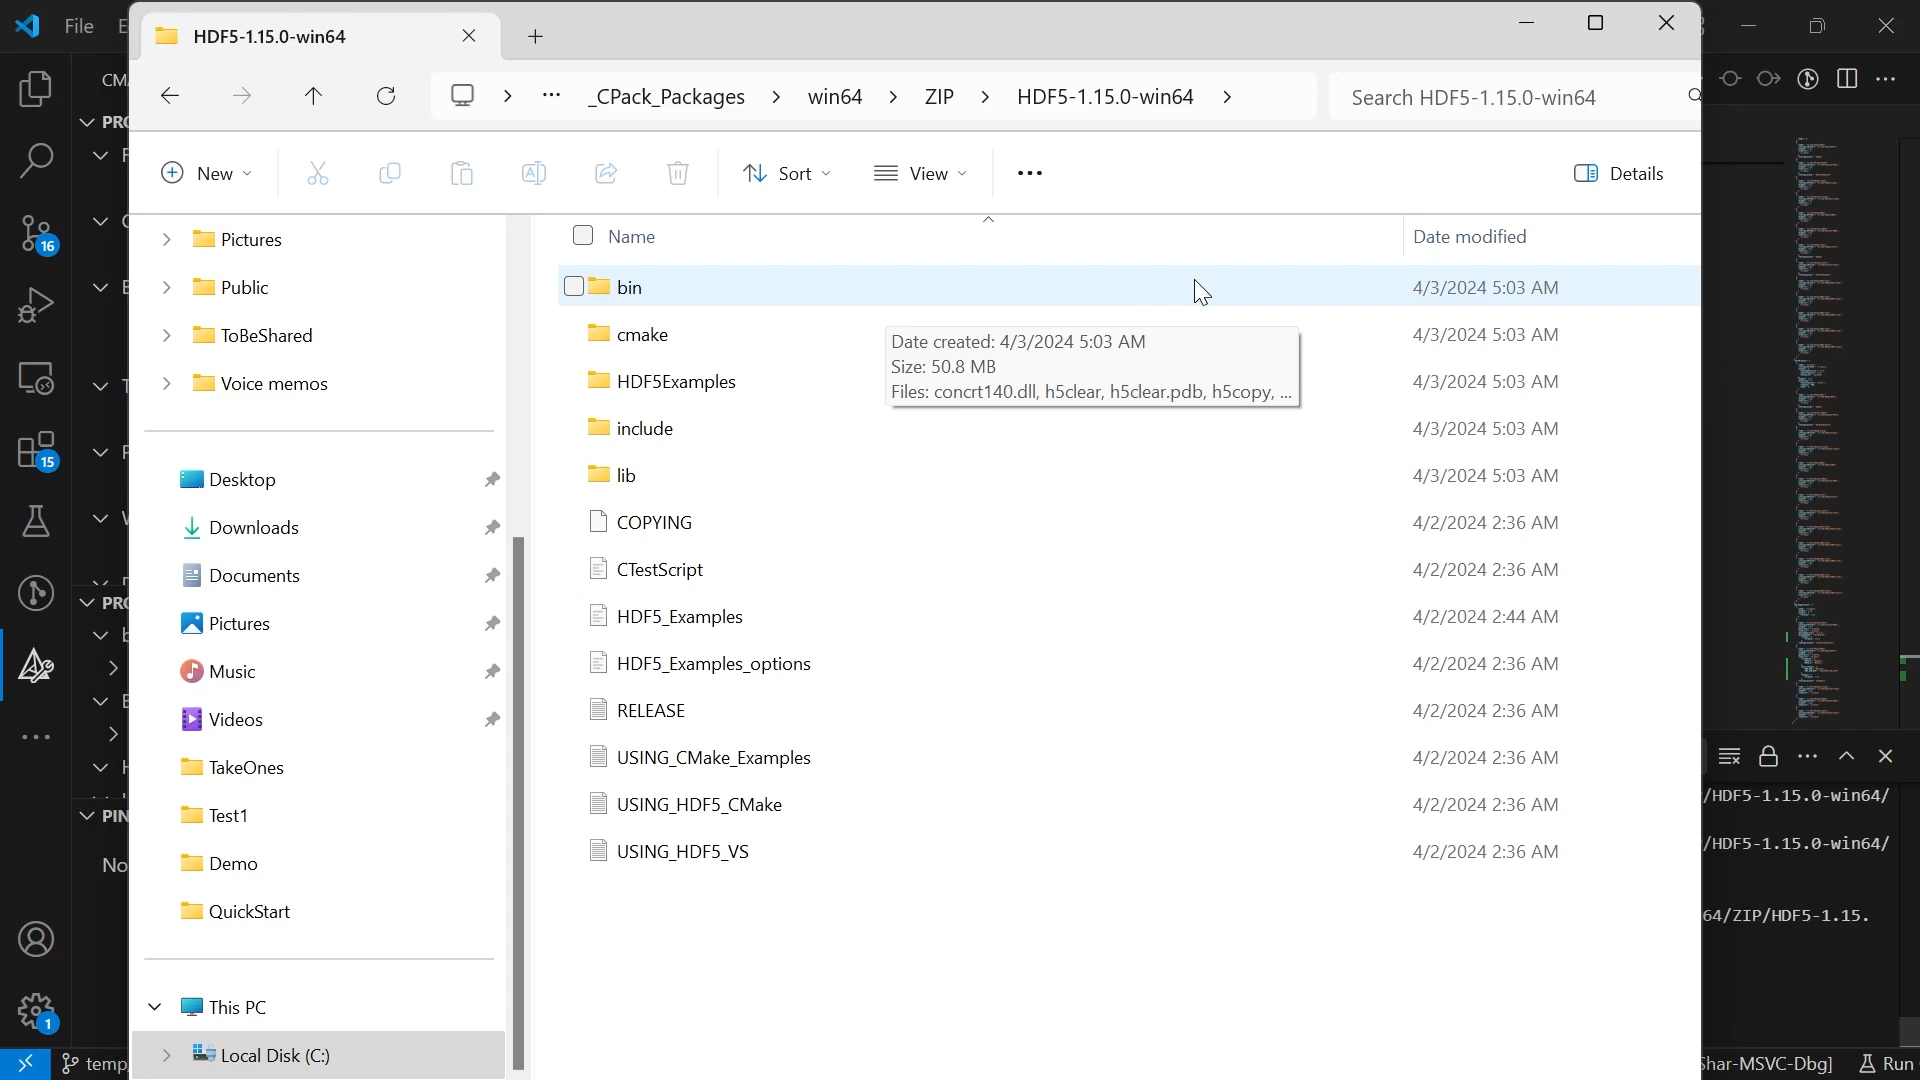 File
HDF5-1.15.0-win64
_CPack_Packages > win64 > ZIP > HDF5-1.15.0-win64 >
Search HDF5-1.15.0-win64
New
Sort
View
Details
Pictures
Public
ToBeShared
Voice memos
Desktop
Downloads
Documents
Pictures
Music
Videos
TakeOnes
Test1
Demo
QuickStart
This PC
Local Disk (C:)
Name Date modified
bin 4/3/2024 5:03 AM
cmake 4/3/2024 5:03 AM
HDF5Examples 4/3/2024 5:03 AM
include 4/3/2024 5:03 AM
lib 4/3/2024 5:03 AM
COPYING 4/2/2024 2:36 AM
CTestScript 4/2/2024 2:36 AM
HDF5_Examples 4/2/2024 2:44 AM
HDF5_Examples_options 4/2/2024 2:36 AM
RELEASE 4/2/2024 2:36 AM
USING_CMake_Examples 4/2/2024 2:36 AM
USING_HDF5_CMake 4/2/2024 2:36 AM
USING_HDF5_VS 4/2/2024 2:36 AM
Date created: 4/3/2024 5:03 AM
Size: 50.8 MB
Files: concrt140.dll, h5clear, h5clear.pdb, h5copy, ...
16
15
1
CM
PRO
PRO
PIN
No
temp
/HDF5-1.15.0-win64/
/HDF5-1.15.0-win64/
64/ZIP/HDF5-1.15.
Shar-MSVC-Dbg]
Run